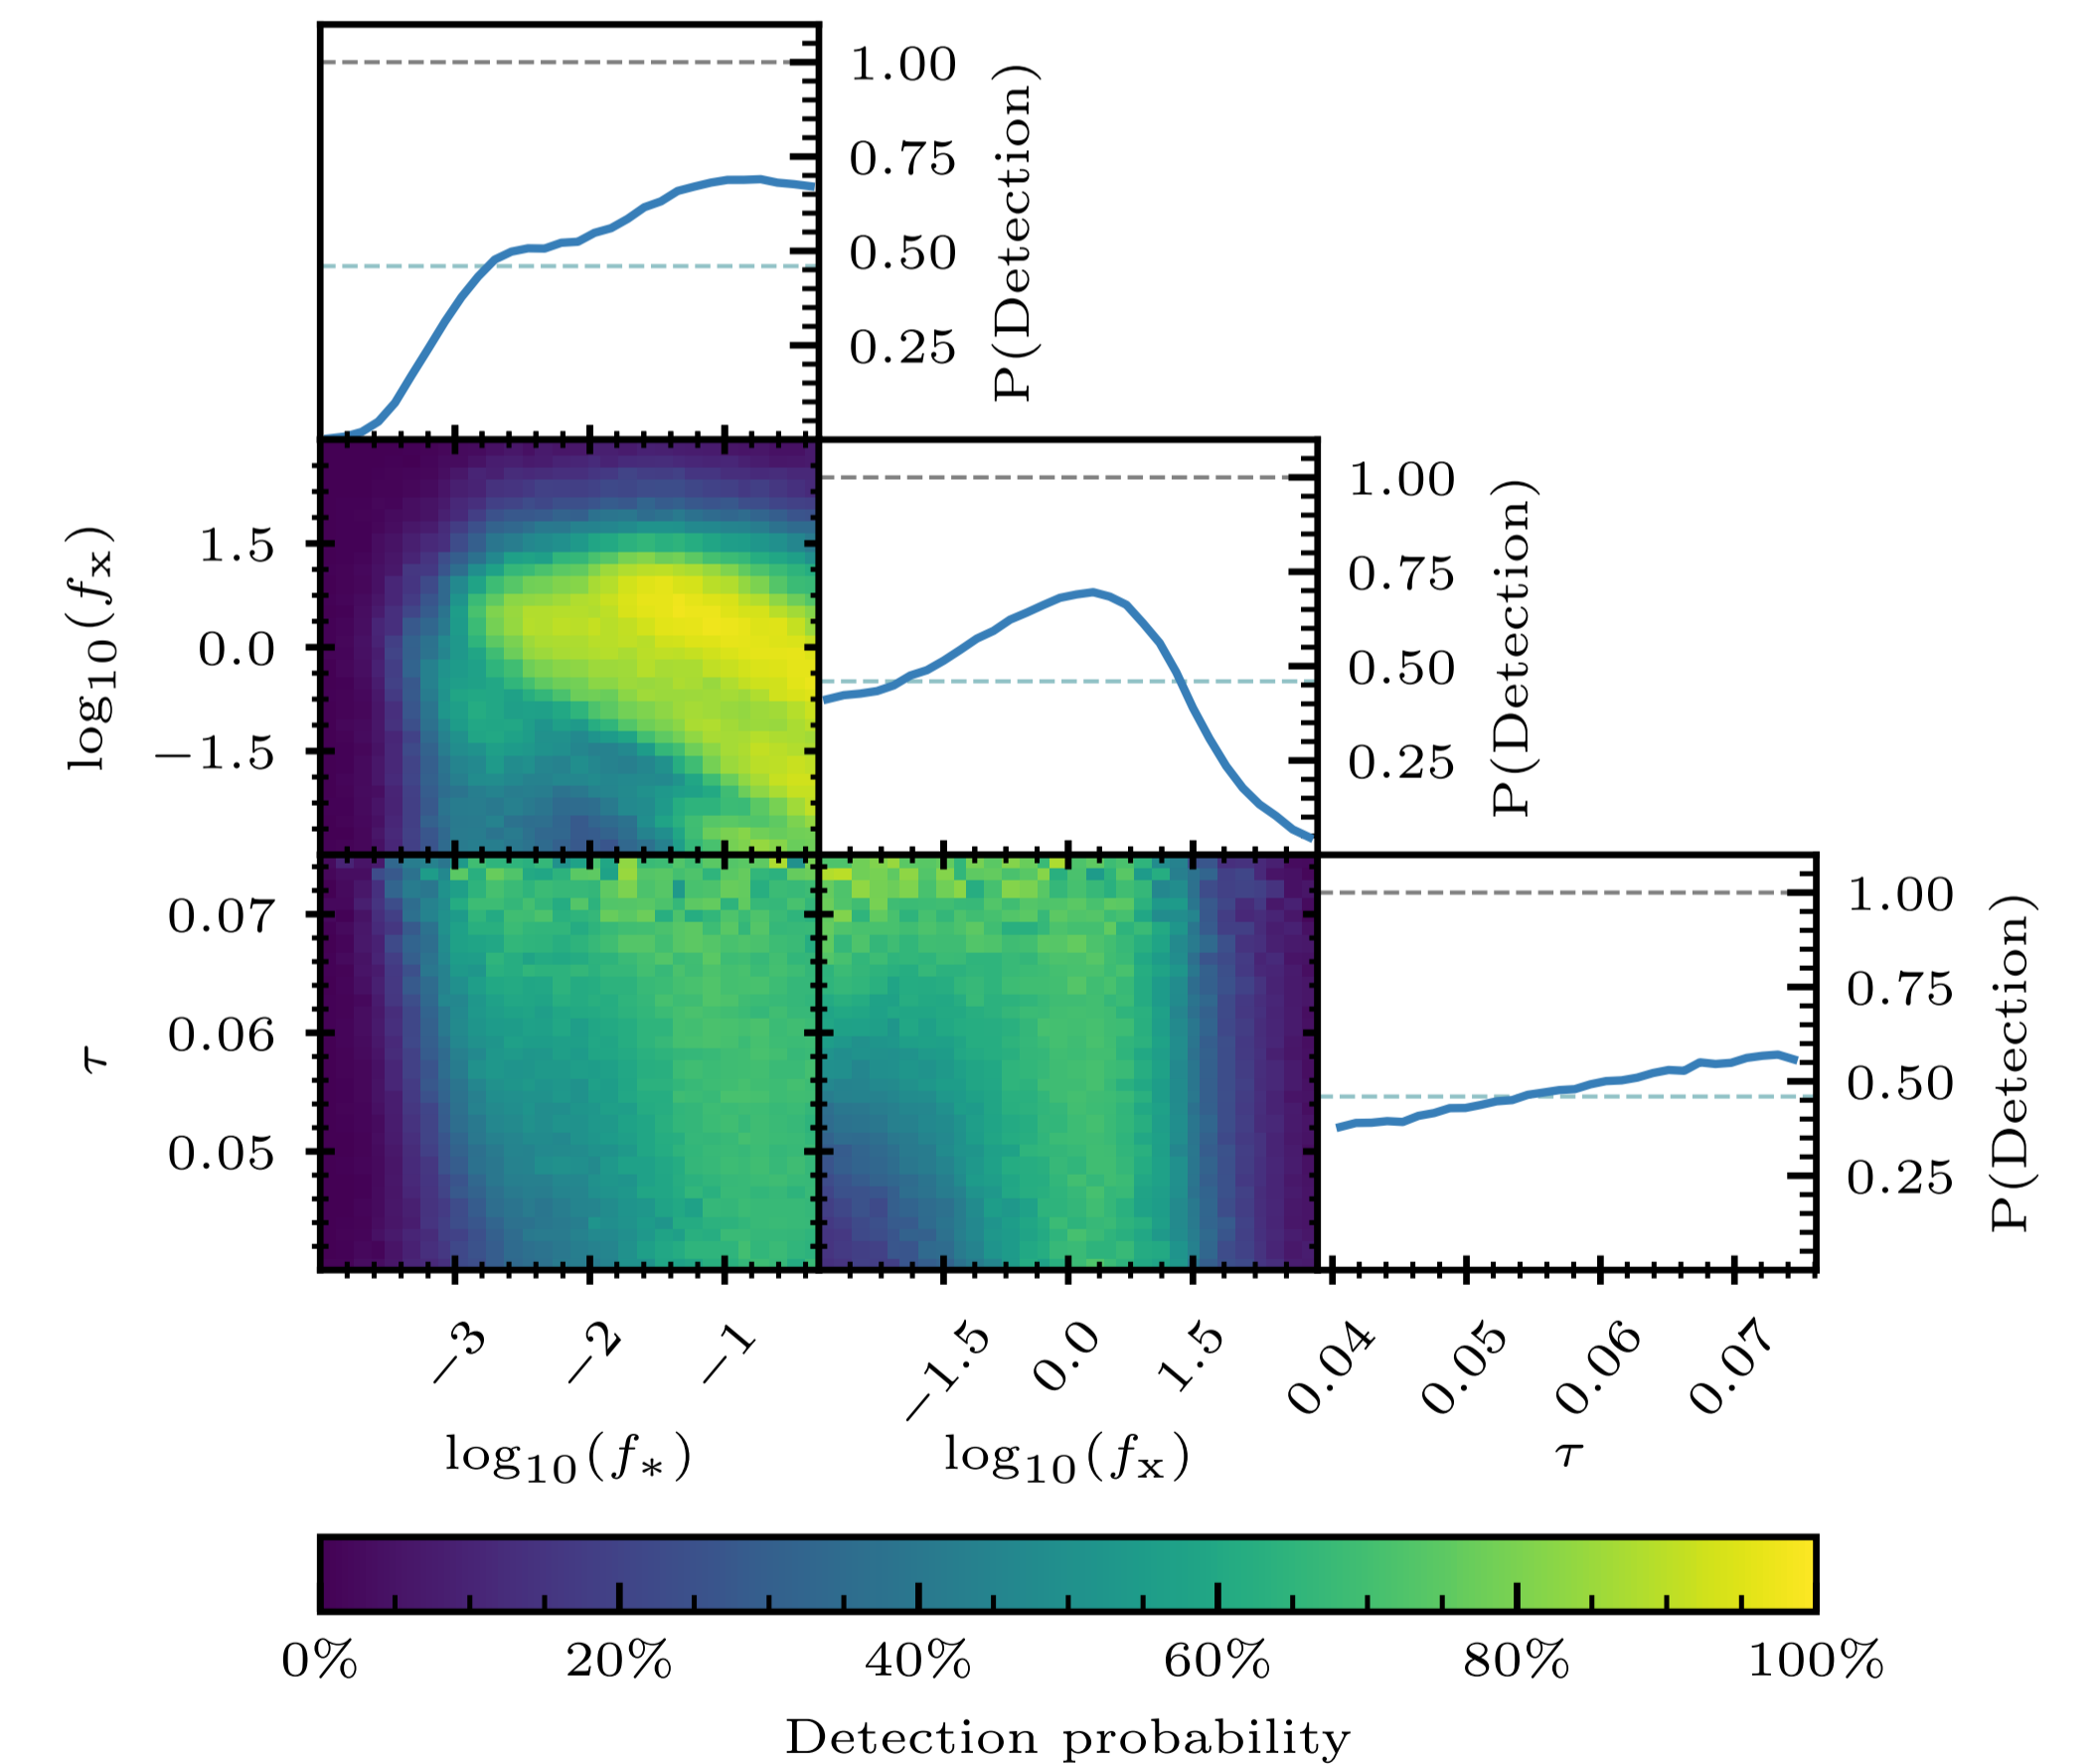 1.00
0.75
0.50
0.25
P(Detection)
log10(fx)
1.5
0.0
−1.5
1.00
0.75
0.50
0.25
P(Detection)
τ
0.07
0.06
0.05
1.00
0.75
0.50
0.25
P(Detection)
−3 −2 −1 −1.5 0.0 1.5 0.04 0.05 0.06 0.07
log10(f*) log10(fx) τ
0% 20% 40% 60% 80% 100%
Detection probability